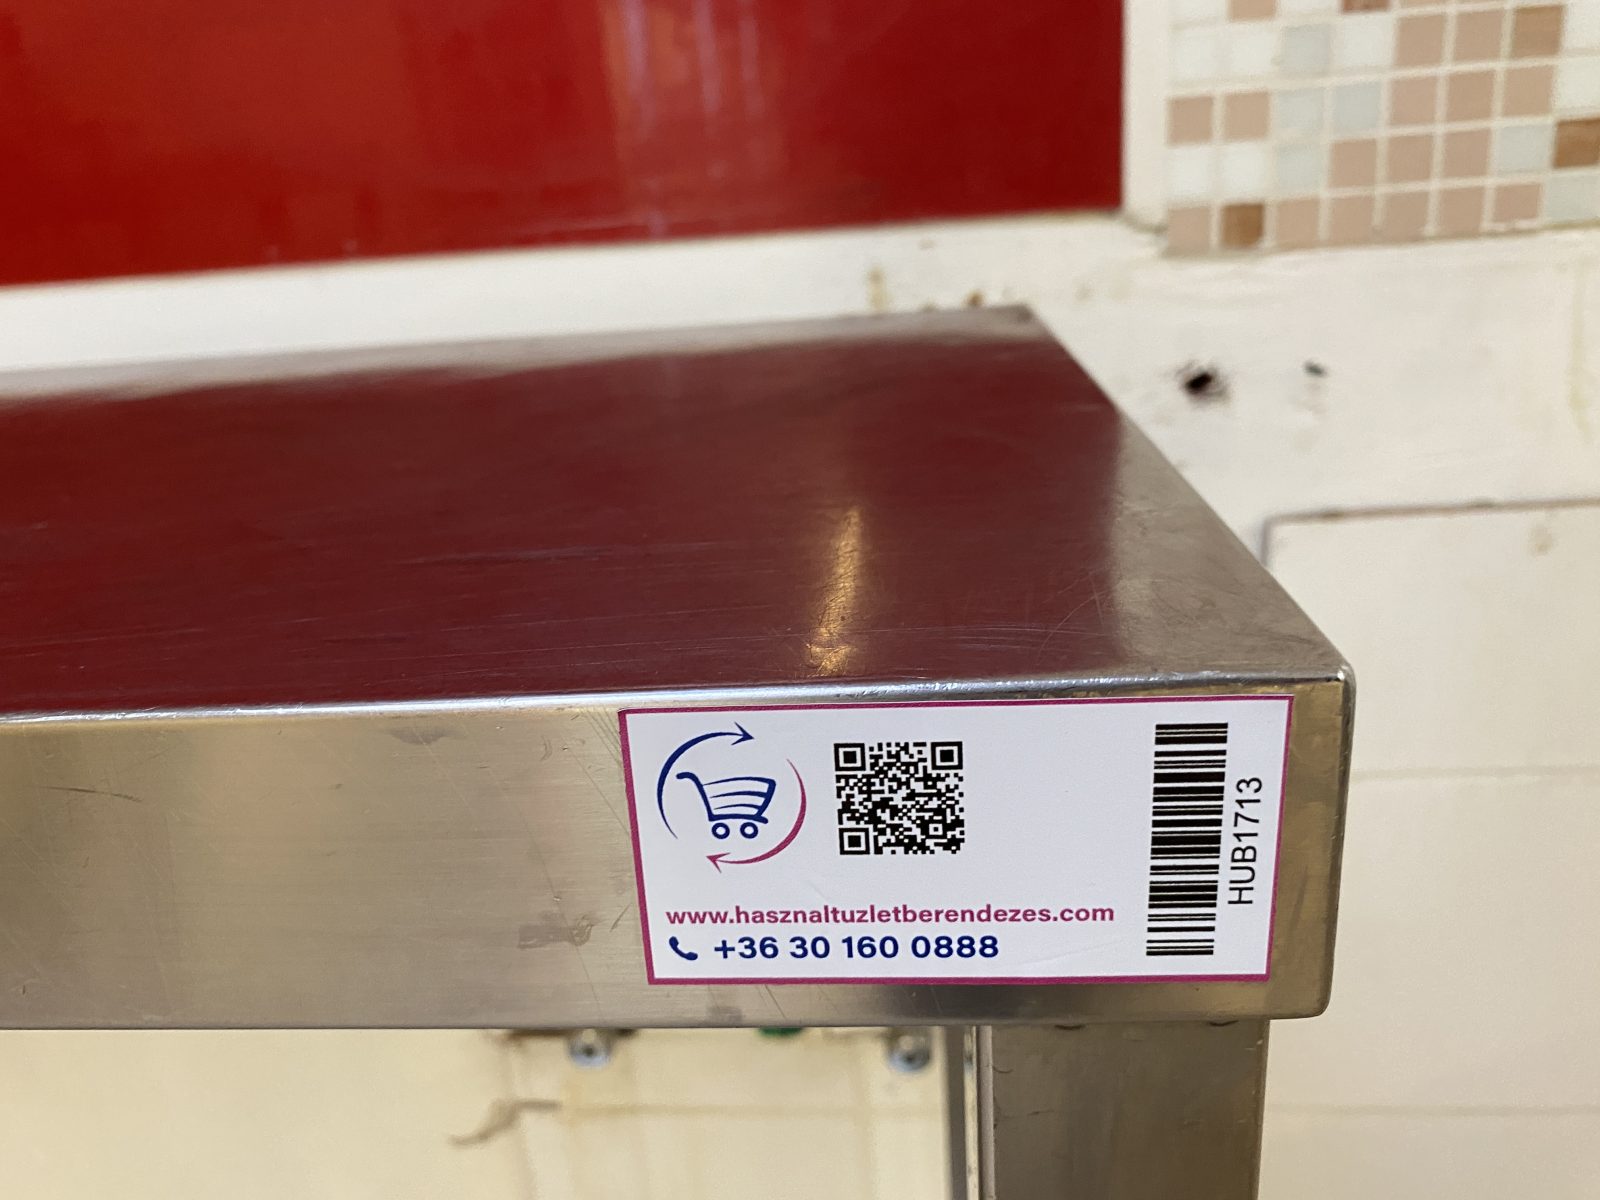 www.hasznaltuzletberendezes.com
+36 30 160 0888
HUB1713